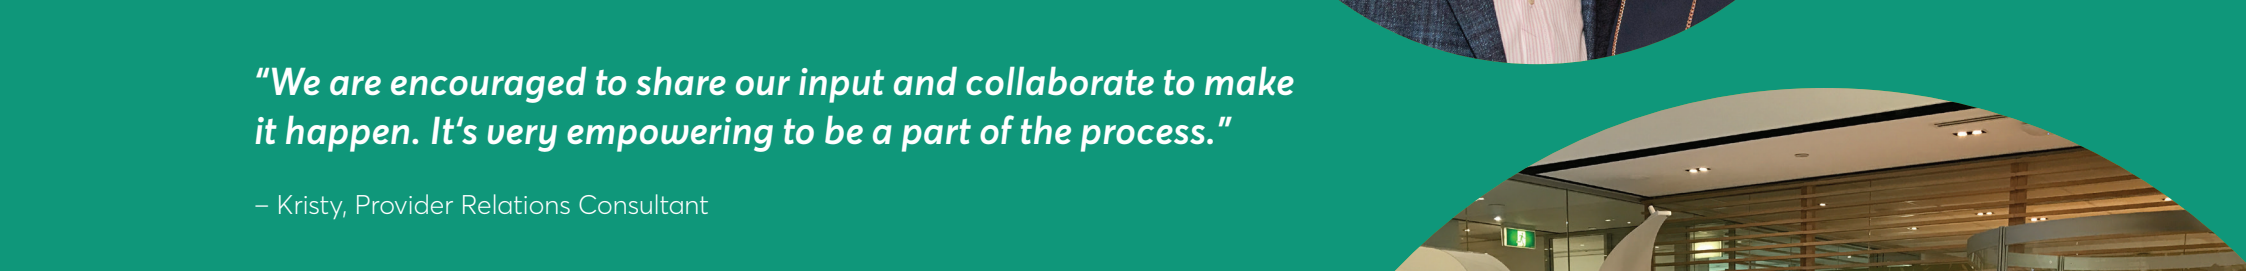 “We are encouraged to share our input and collaborate to make
it happen. It‘s very empowering to be a part of the process.”
– Kristy, Provider Relations Consultant